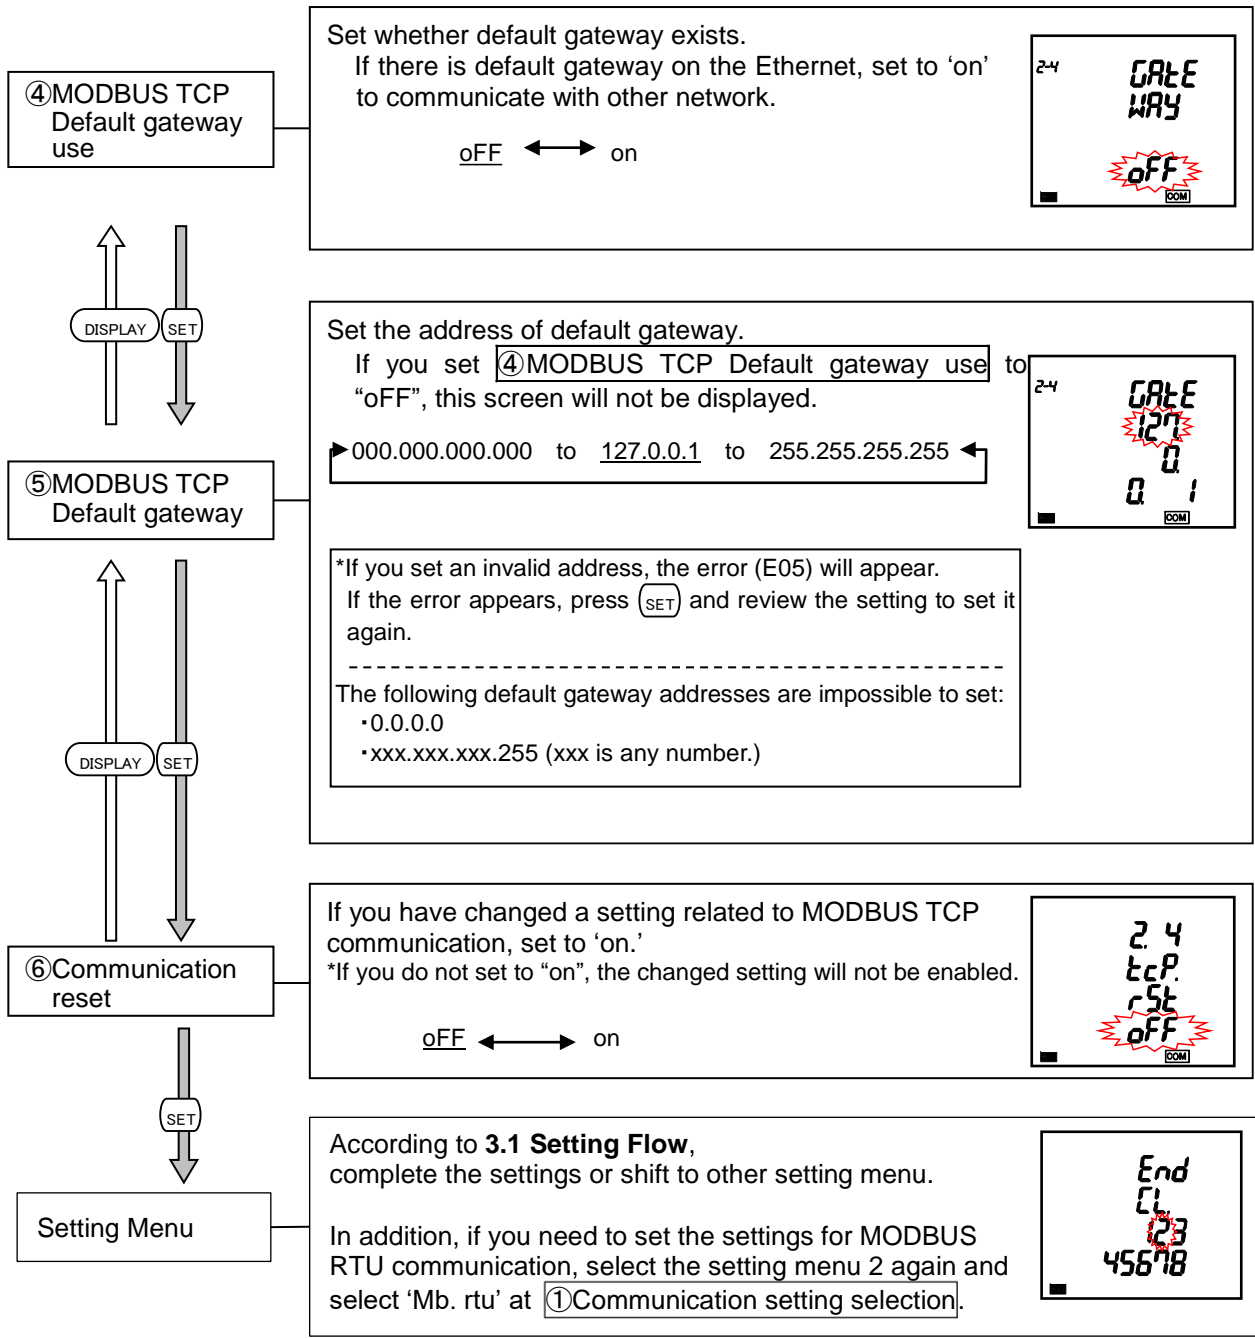 ④MODBUS TCP
Default gateway
use
Set whether default gateway exists.
If there is default gateway on the Ethernet, set to ‘on’
to communicate with other network.
oFF on
2-4 GAtE
WAY
oFF
COM
DISPLAY SET
⑤MODBUS TCP
Default gateway
Set the address of default gateway.
If you set ④MODBUS TCP Default gateway use to
“oFF”, this screen will not be displayed.
000.000.000.000 to 127.0.0.1 to 255.255.255.255
2-4 GAtE
127.
0.
0. 1
COM
*If you set an invalid address, the error (E05) will appear.
If the error appears, press SET and review the setting to set it
again.
The following default gateway addresses are impossible to set:
・0.0.0.0
・xxx.xxx.xxx.255 (xxx is any number.)
DISPLAY SET
⑥Communication
reset
If you have changed a setting related to MODBUS TCP
communication, set to ‘on.’
*If you do not set to “on”, the changed setting will not be enabled.
oFF on
2. 4
tcP.
rSt
oFF
COM
SET
Setting Menu
According to 3.1 Setting Flow,
complete the settings or shift to other setting menu.
In addition, if you need to set the settings for MODBUS
RTU communication, select the setting menu 2 again and
select ‘Mb. rtu’ at ①Communication setting selection.
End
CL.
123
45678